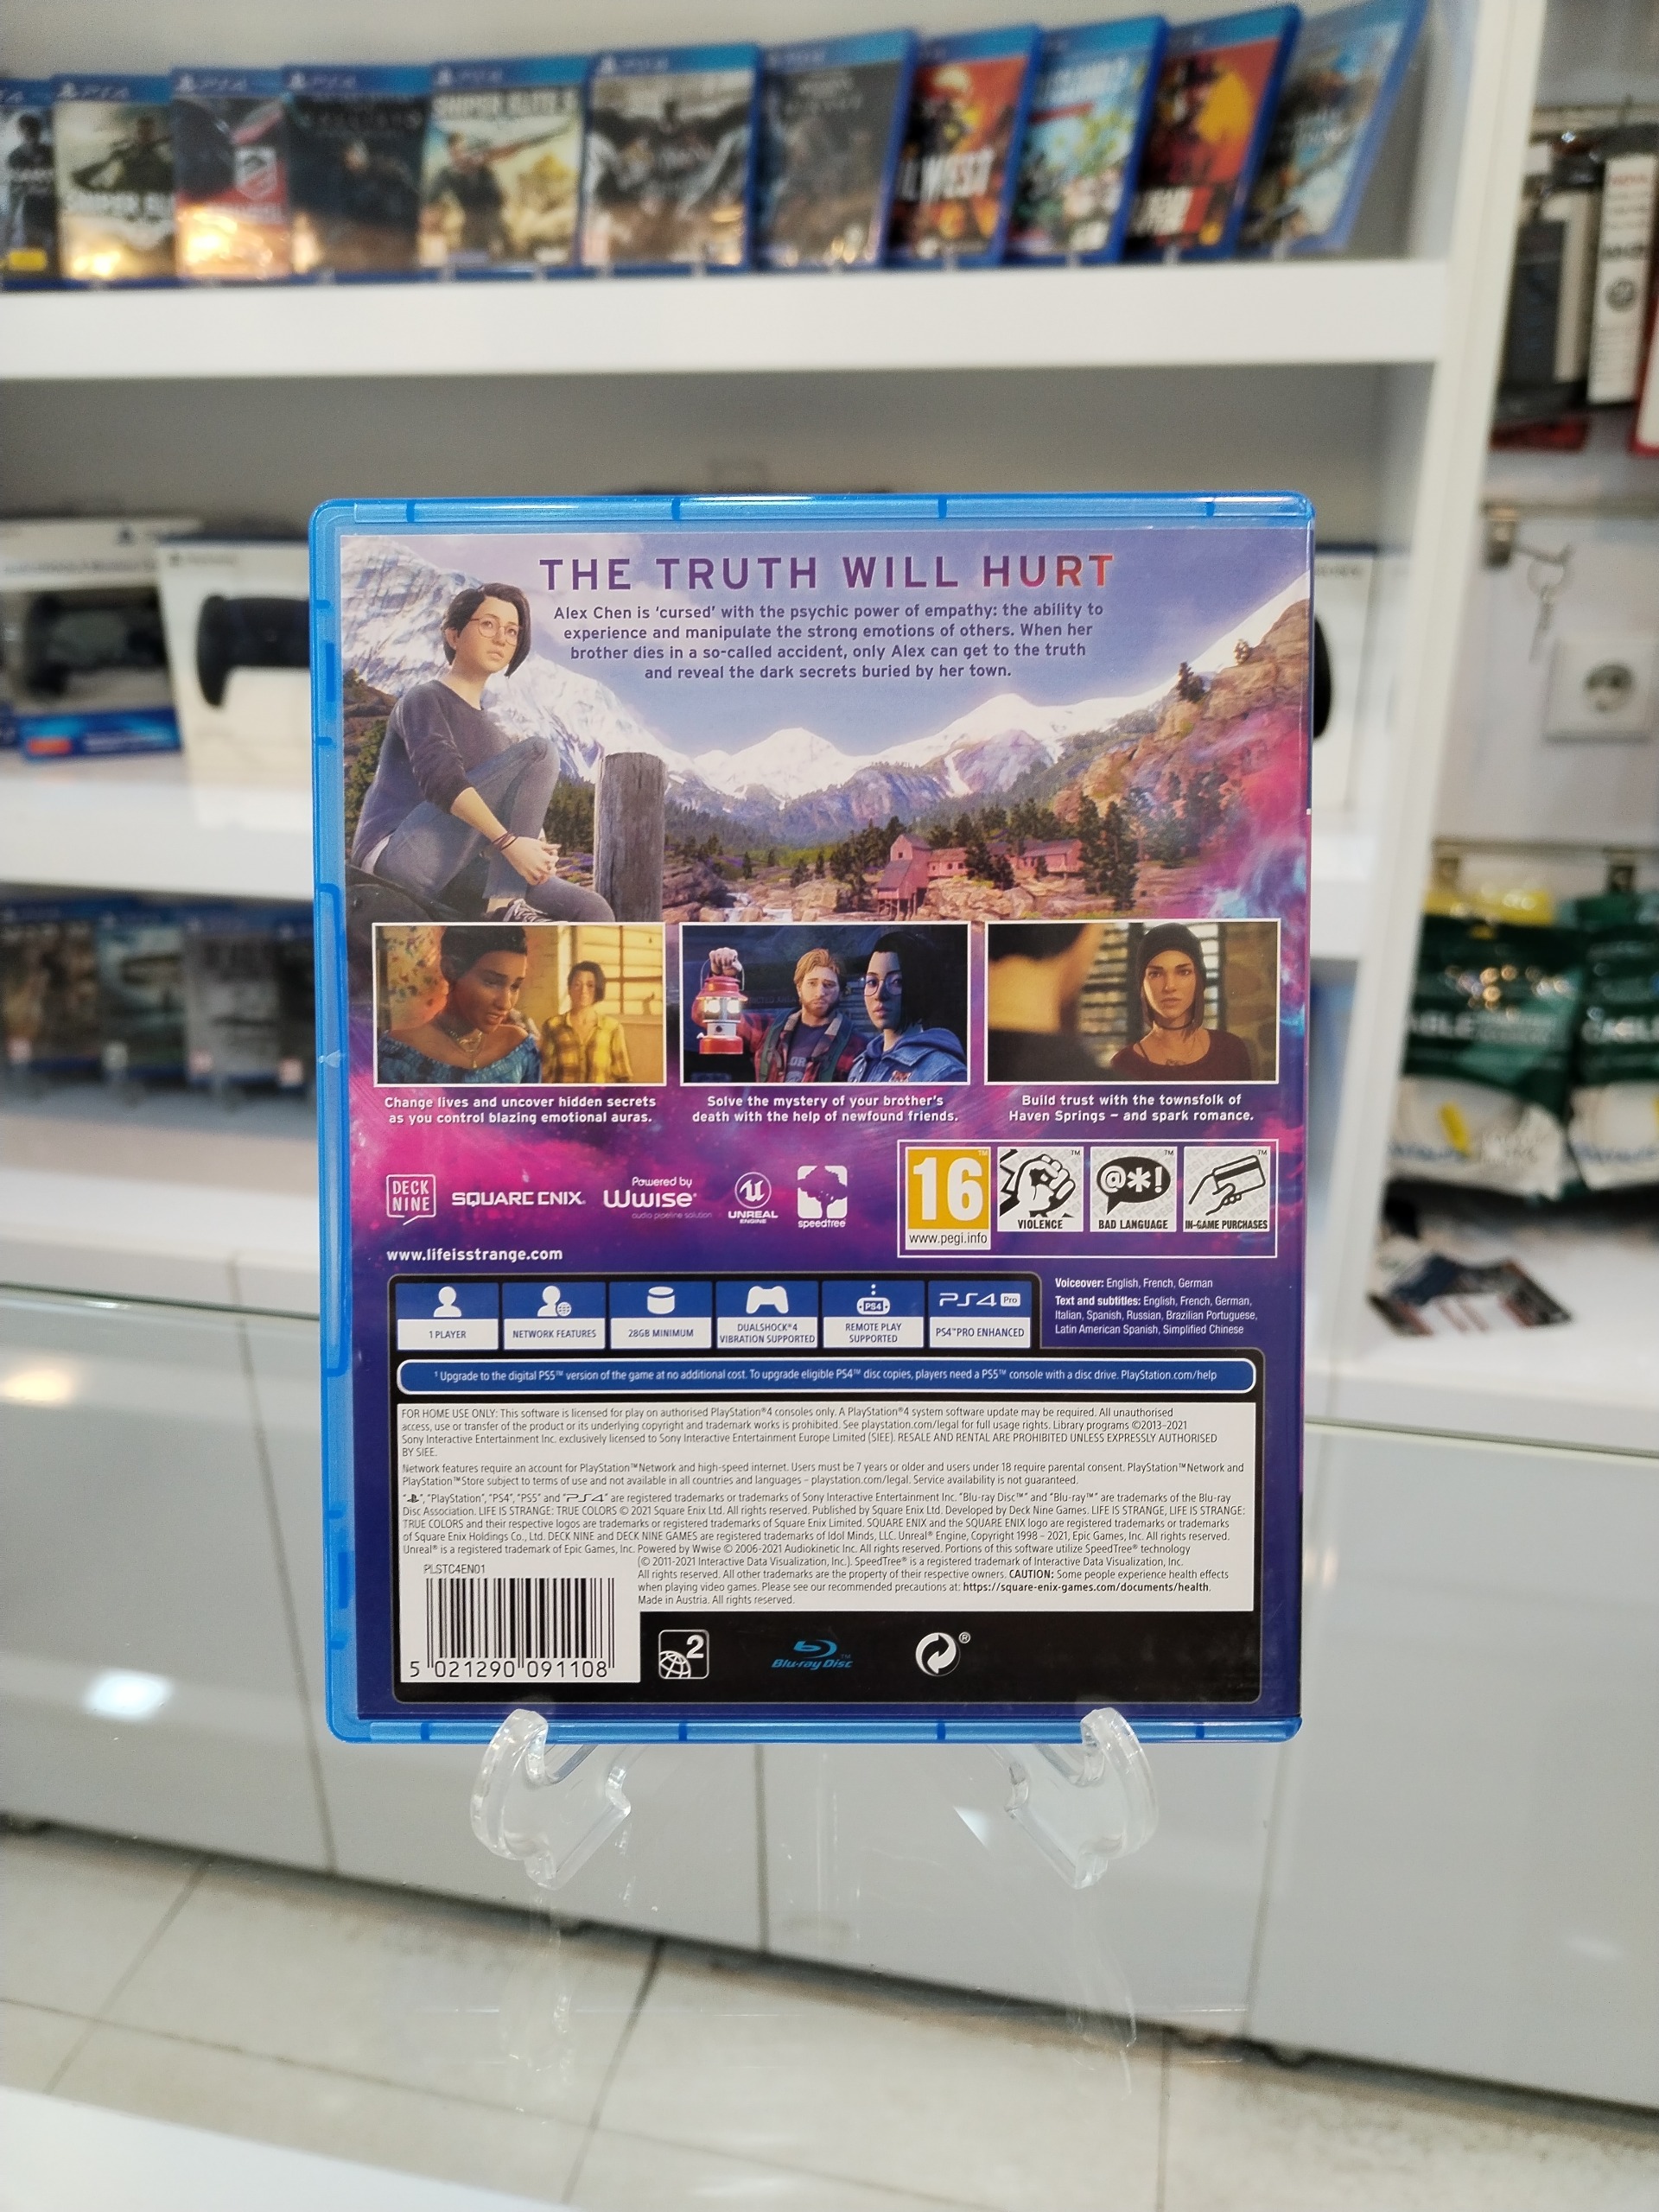 PS4
PS4
PS4
PS4
PS4
SNIPER ELITE
WEST
THE TRUTH WILL HURT
Alex Chen is ‘cursed’ with the psychic power of empathy: the ability to
experience and manipulate the strong emotions of others. When her
brother dies in a so-called accident, only Alex can get to the truth
and reveal the dark secrets buried by her town.
Change lives and uncover hidden secrets
as you control blazing emotional auras.
Solve the mystery of your brother’s
death with the help of newfound friends.
Build trust with the townsfolk of
Haven Springs – and spark romance.
DECK
NINE
SQUARE ENIX.
Powered by
Wwise®
audio pipeline solution
UNREAL
ENGINE
speedtree®
16™
www.pegi.info
VIOLENCE
@*!
BAD LANGUAGE
IN-GAME PURCHASES
www.lifeisstrange.com
1 PLAYER
NETWORK FEATURES
28GB MINIMUM
DUALSHOCK®4
VIBRATION SUPPORTED
PS4
REMOTE PLAY
SUPPORTED
PS4 Pro
PS4™PRO ENHANCED
Voiceover: English, French, German
Text and subtitles: English, French, German,
Italian, Spanish, Russian, Brazilian Portuguese,
Latin American Spanish, Simplified Chinese
¹ Upgrade to the digital PS5™ version of the game at no additional cost. To upgrade eligible PS4™ disc copies, players need a PS5™ console with a disc drive. PlayStation.com/help
FOR HOME USE ONLY: This software is licensed for play on authorised PlayStation®4 consoles only. A PlayStation®4 system software update may be required. All unauthorised
access, use or transfer of the product or its underlying copyright and trademark works is prohibited. See playstation.com/legal for full usage rights. Library programs ©2013-2021
Sony Interactive Entertainment Inc. exclusively licensed to Sony Interactive Entertainment Europe Limited (SIEE). RESALE AND RENTAL ARE PROHIBITED UNLESS EXPRESSLY AUTHORISED
BY SIEE.
Network features require an account for PlayStation™Network and high-speed internet. Users must be 7 years or older and users under 18 require parental consent. PlayStation™Network and
PlayStation™Store subject to terms of use and not available in all countries and languages – playstation.com/legal. Service availability is not guaranteed.
“”, “PlayStation”, “PS4”, “PS5” and “PS4” are registered trademarks or trademarks of Sony Interactive Entertainment Inc. “Blu-ray Disc™” and “Blu-ray™” are trademarks of the Blu-ray
Disc Association. LIFE IS STRANGE: TRUE COLORS © 2021 Square Enix Ltd. All rights reserved. Published by Square Enix Ltd. Developed by Deck Nine Games. LIFE IS STRANGE, LIFE IS STRANGE:
TRUE COLORS and their respective logos are trademarks or registered trademarks of Square Enix Limited. SQUARE ENIX and the SQUARE ENIX logo are registered trademarks or trademarks
of Square Enix Holdings Co., Ltd. DECK NINE and DECK NINE GAMES are registered trademarks of Idol Minds, LLC. Unreal® Engine, Copyright 1998 – 2021, Epic Games, Inc. All rights reserved.
Unreal® is a registered trademark of Epic Games, Inc. Powered by Wwise © 2006-2021 Audiokinetic Inc. All rights reserved. Portions of this software utilize SpeedTree® technology
(© 2011-2021 Interactive Data Visualization, Inc.). SpeedTree® is a registered trademark of Interactive Data Visualization, Inc.
All rights reserved. All other trademarks are the property of their respective owners. CAUTION: Some people experience health effects
when playing video games. Please see our recommended precautions at: https://square-enix-games.com/documents/health.
Made in Austria. All rights reserved.
PLSTC4EN01
5 021290 091108
2
Blu-ray Disc™
®